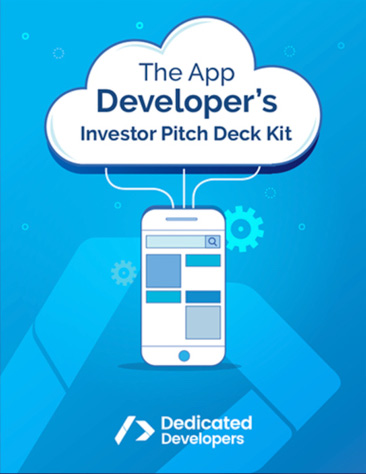 The App
Developer's
Investor Pitch Deck Kit
Dedicated
Developers